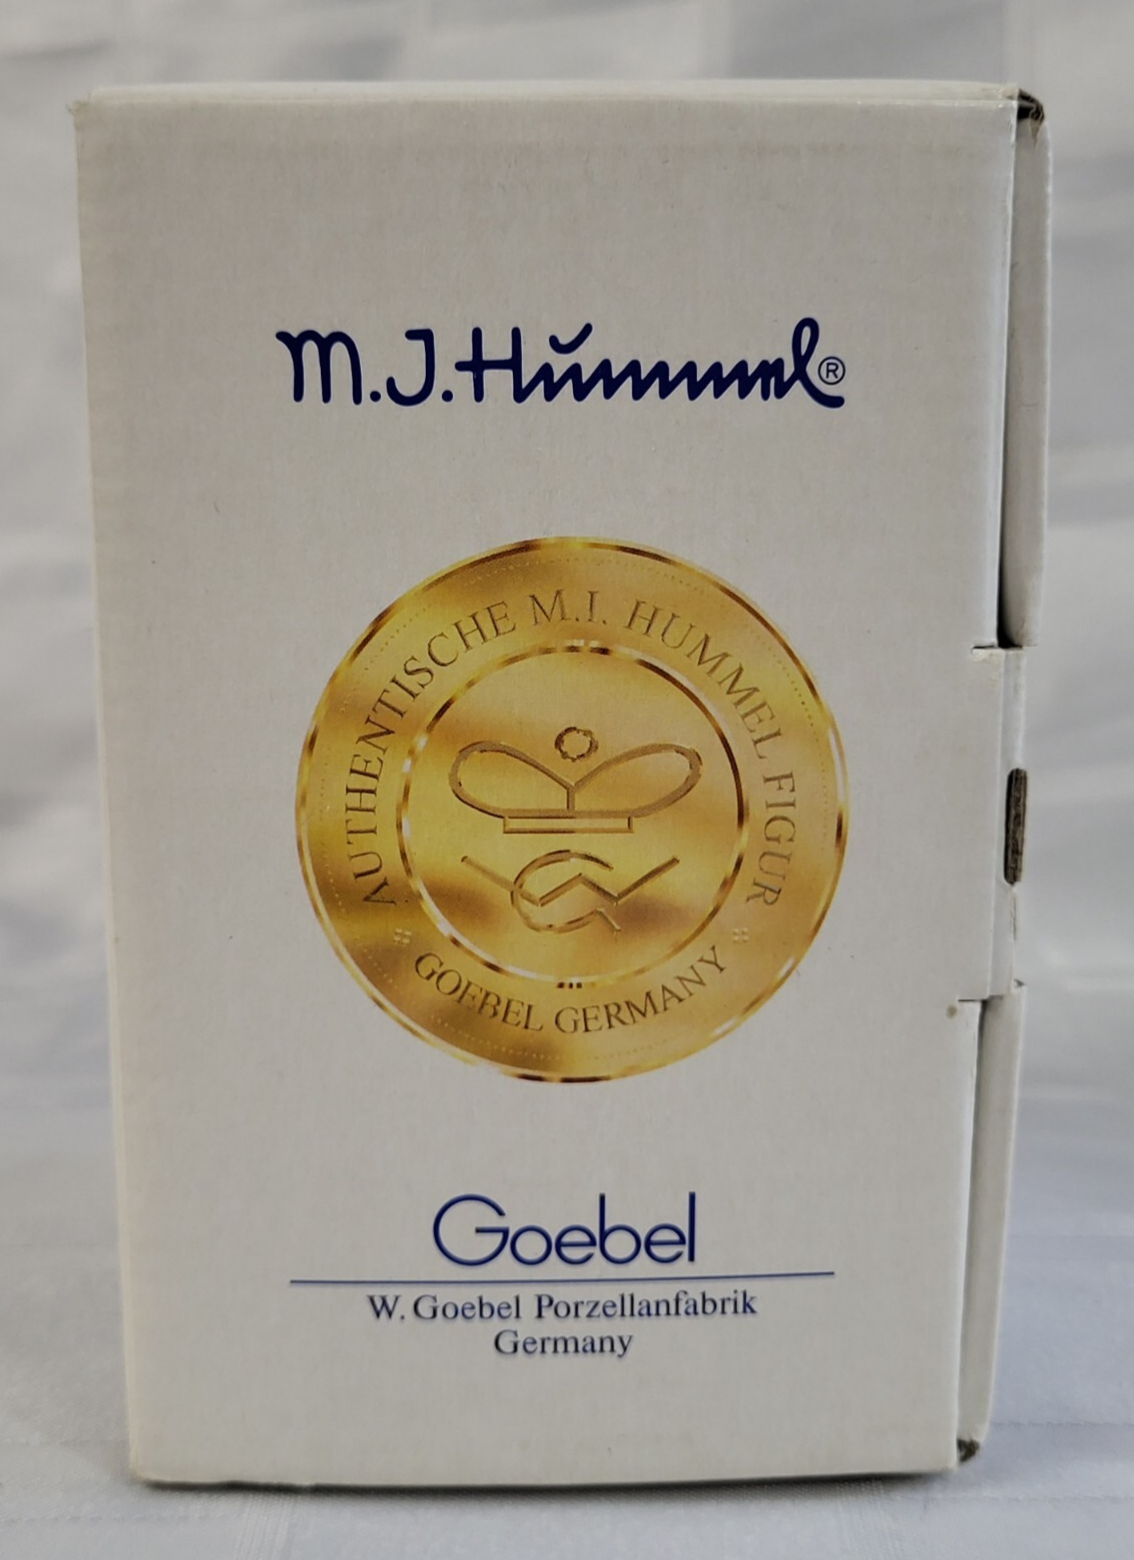 M.J. Hummel®
AUTHENTISCHE M.I. HUMMEL FIGUR
GOEBEL GERMANY
Goebel
W. Goebel Porzellanfabrik
Germany